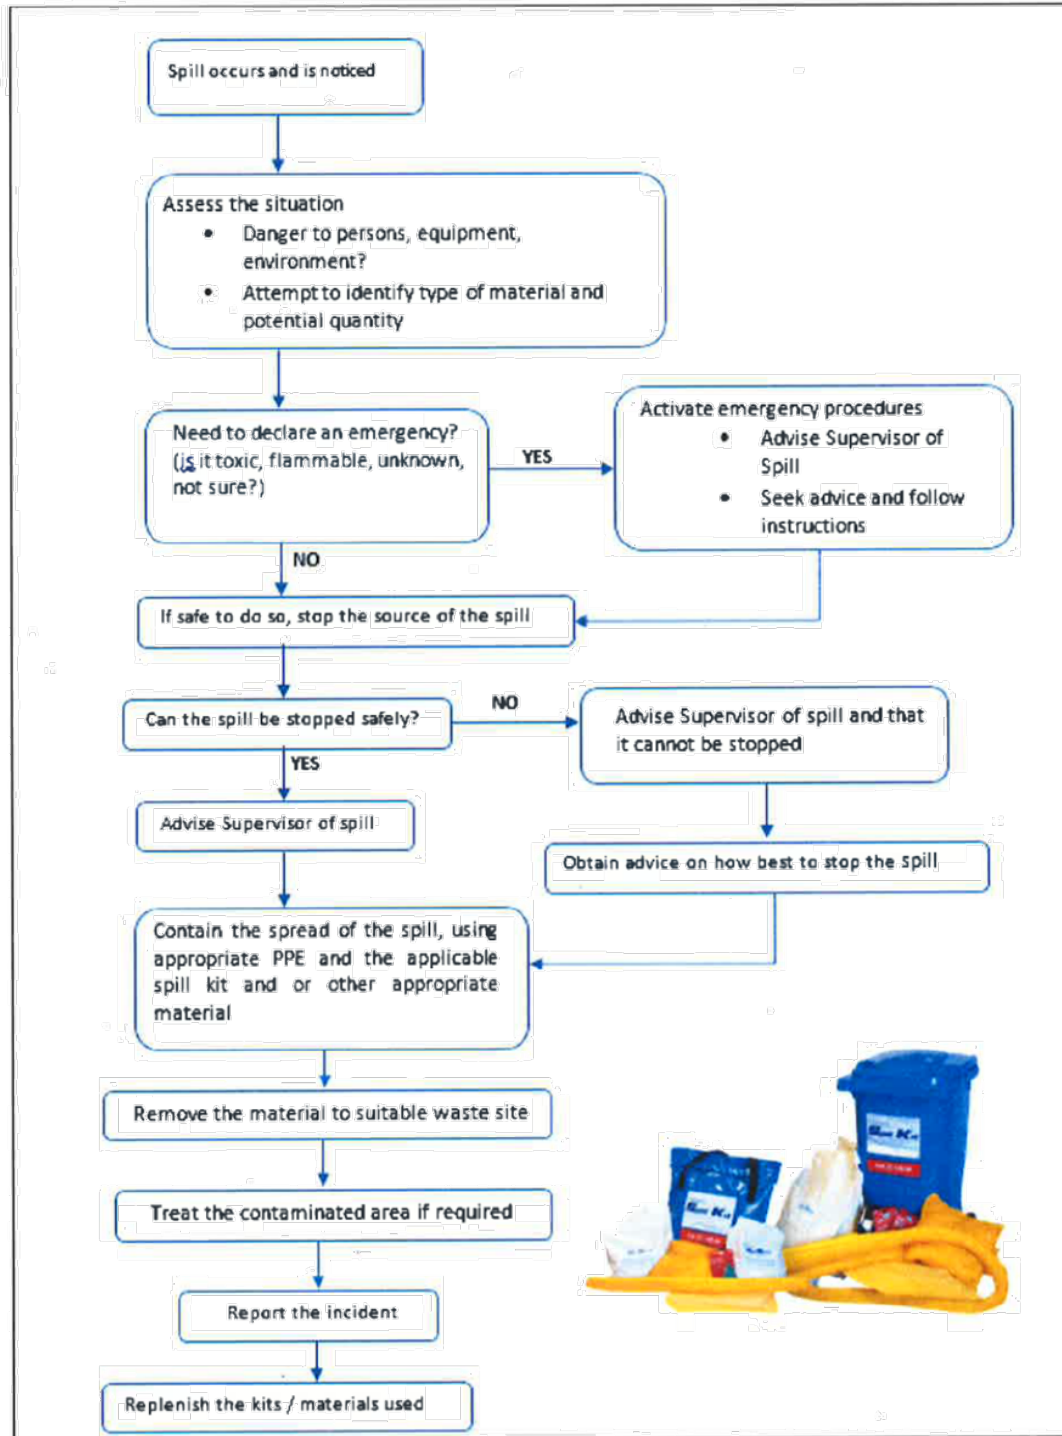 Spill occurs and is noticed
Assess the situation
• Danger to persons, equipment,
environment?
• Attempt to identify type of material and
potential quantity
Need to declare an emergency?
(is it toxic, flammable, unknown,
not sure?)
YES
Activate emergency procedures
• Advise Supervisor of
Spill
• Seek advice and follow
instructions
NO
If safe to do so, stop the source of the spill
Can the spill be stopped safely?
NO
Advise Supervisor of spill and that
it cannot be stopped
YES
Advise Supervisor of spill
Obtain advice on how best to stop the spill
Contain the spread of the spill, using
appropriate PPE and the applicable
spill kit and or other appropriate
material
Remove the material to suitable waste site
Treat the contaminated area if required
Report the incident
Replenish the kits / materials used